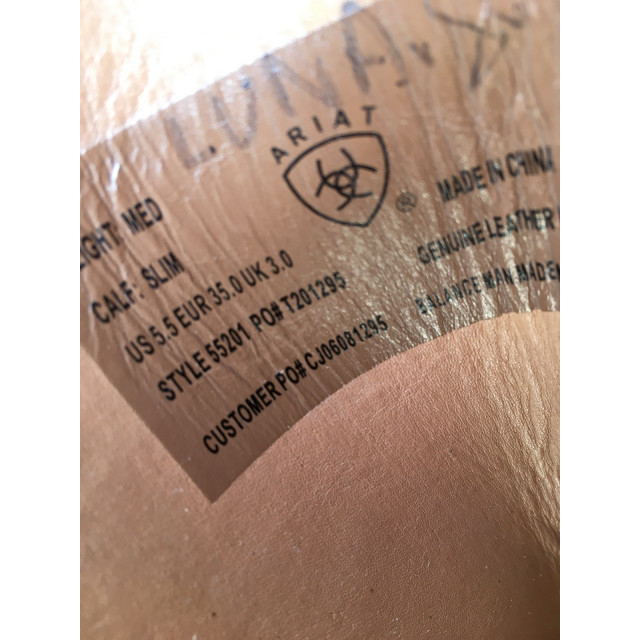 ARIAT
®
MED
CALF: SLIM
US 5.5 EUR 35.0 UK 3.0
STYLE 55201 PO# T201295
CUSTOMER PO# CJ06081295
MADE IN CHINA
GENUINE LEATHER
BALANCE MAN MADE